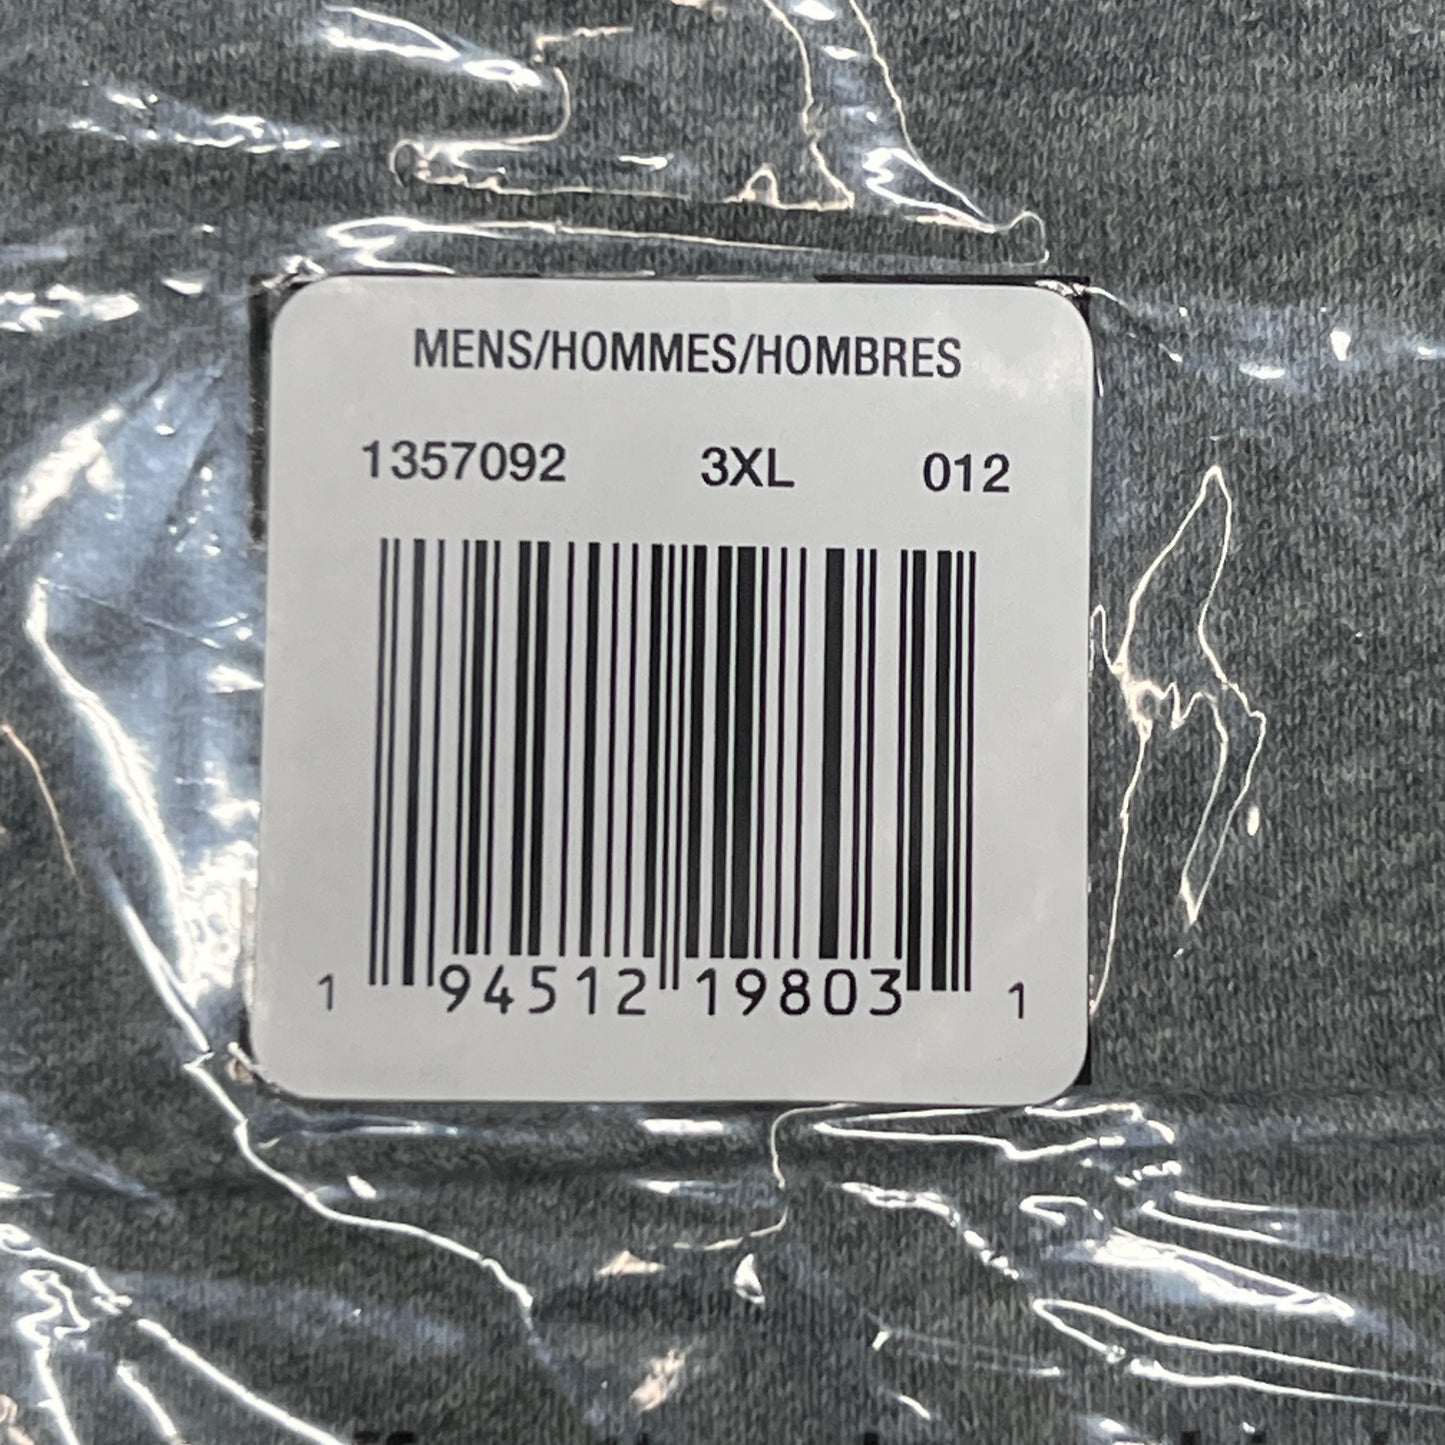 MENS/HOMMES/HOMBRES
1357092 3XL 012
1 94512 19803 1